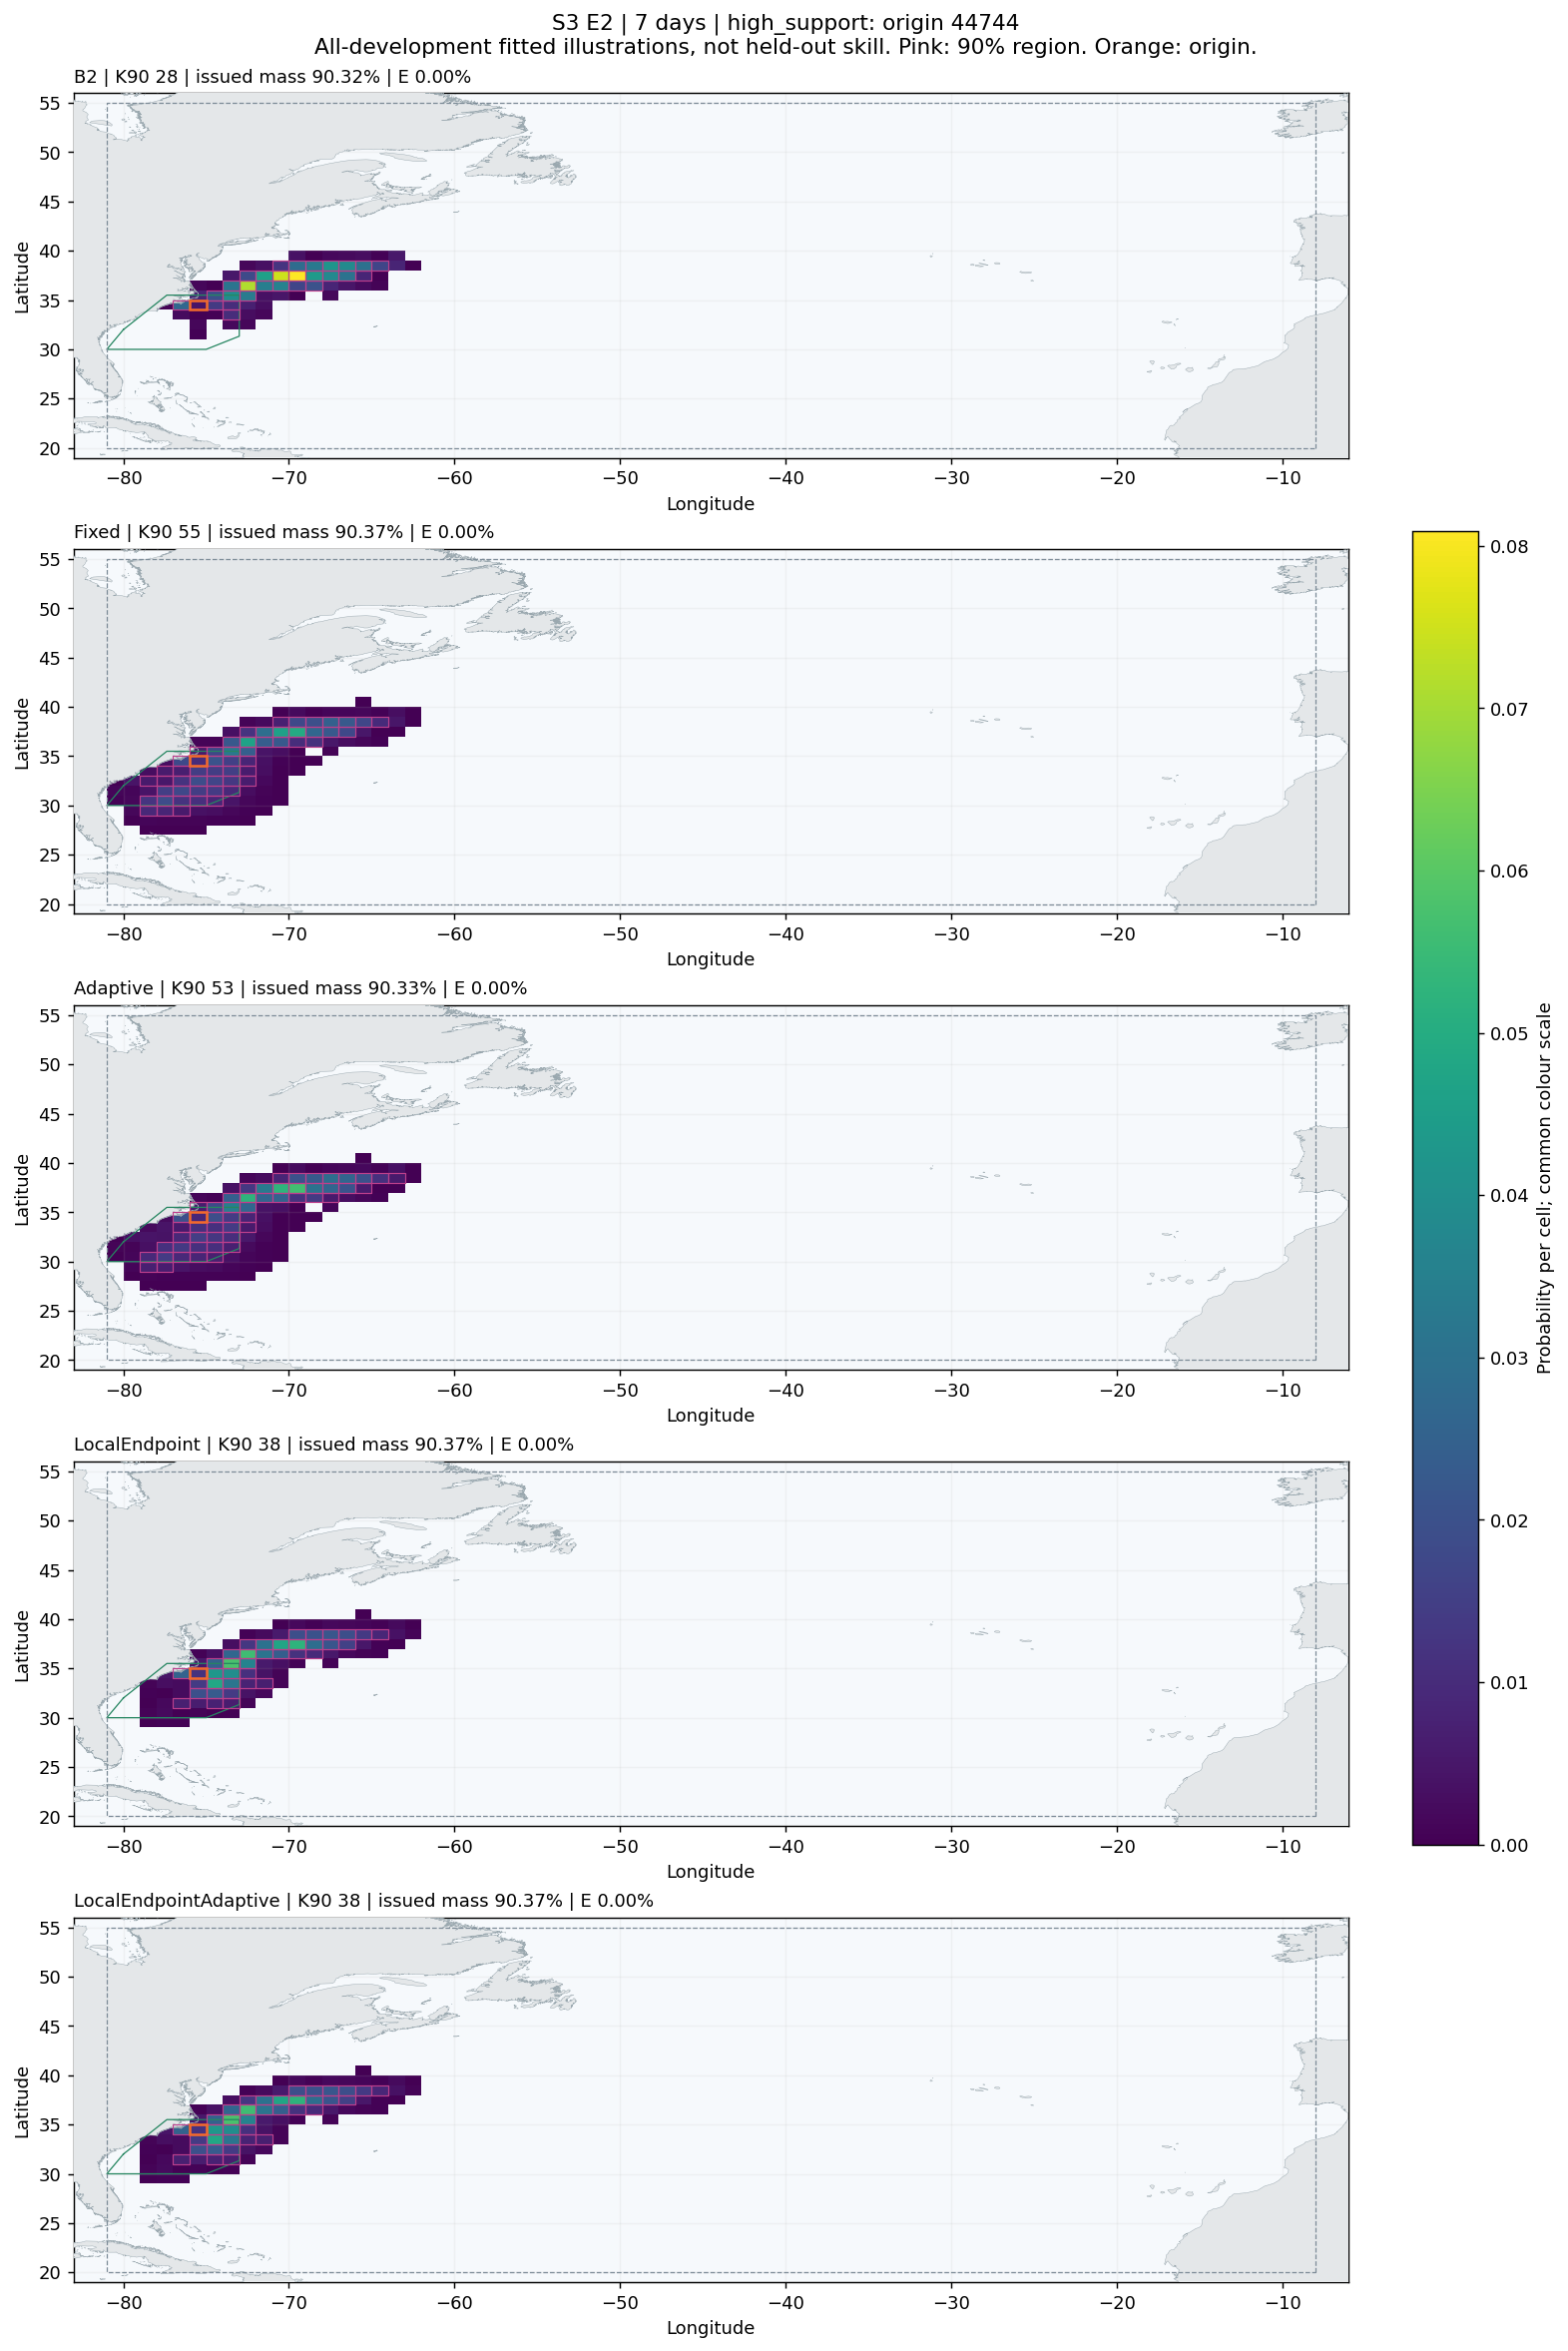 S3 E2 | 7 days | high_support: origin 44744
All-development fitted illustrations, not held-out skill. Pink: 90% region. Orange: origin.
B2 | K90 28 | issued mass 90.32% | E 0.00%
55
50
45
40
35
30
25
20
Latitude
−80 −70 −60 −50 −40 −30 −20 −10
Longitude
Fixed | K90 55 | issued mass 90.37% | E 0.00%
55
50
45
40
35
30
25
20
Latitude
−80 −70 −60 −50 −40 −30 −20 −10
Longitude
Adaptive | K90 53 | issued mass 90.33% | E 0.00%
55
50
45
40
35
30
25
20
Latitude
−80 −70 −60 −50 −40 −30 −20 −10
Longitude
LocalEndpoint | K90 38 | issued mass 90.37% | E 0.00%
55
50
45
40
35
30
25
20
Latitude
−80 −70 −60 −50 −40 −30 −20 −10
Longitude
LocalEndpointAdaptive | K90 38 | issued mass 90.37% | E 0.00%
55
50
45
40
35
30
25
20
Latitude
−80 −70 −60 −50 −40 −30 −20 −10
Longitude
0.08
0.07
0.06
0.05
0.04
0.03
0.02
0.01
0.00
Probability per cell; common colour scale